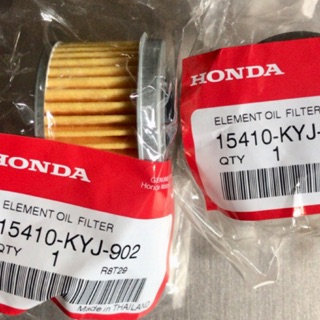 HONDA
ELEMENT OIL FILTER
15410-KYJ-
QTY 1
HONDA
ELEMENT OIL FILTER
15410-KYJ-902
QTY 1
R8T29
Made in THAILAND